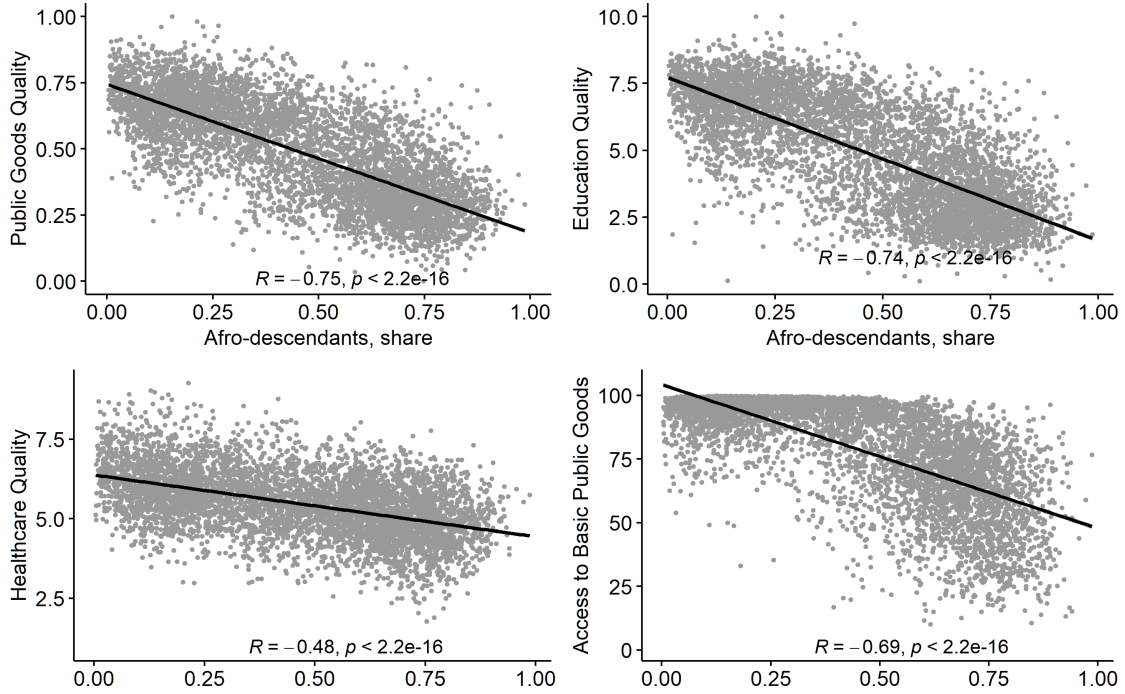 Public Goods Quality
1.00
0.75
0.50
0.25
0.00
R = −0.75, p < 2.2e-16
0.00 0.25 0.50 0.75 1.00
Afro-descendants, share
Education Quality
10.0
7.5
5.0
2.5
0.0
R = −0.74, p < 2.2e-16
0.00 0.25 0.50 0.75 1.00
Afro-descendants, share
Healthcare Quality
7.5
5.0
2.5
R = −0.48, p < 2.2e-16
0.00 0.25 0.50 0.75 1.00
Access to Basic Public Goods
100
75
50
25
0
R = −0.69, p < 2.2e-16
0.00 0.25 0.50 0.75 1.00